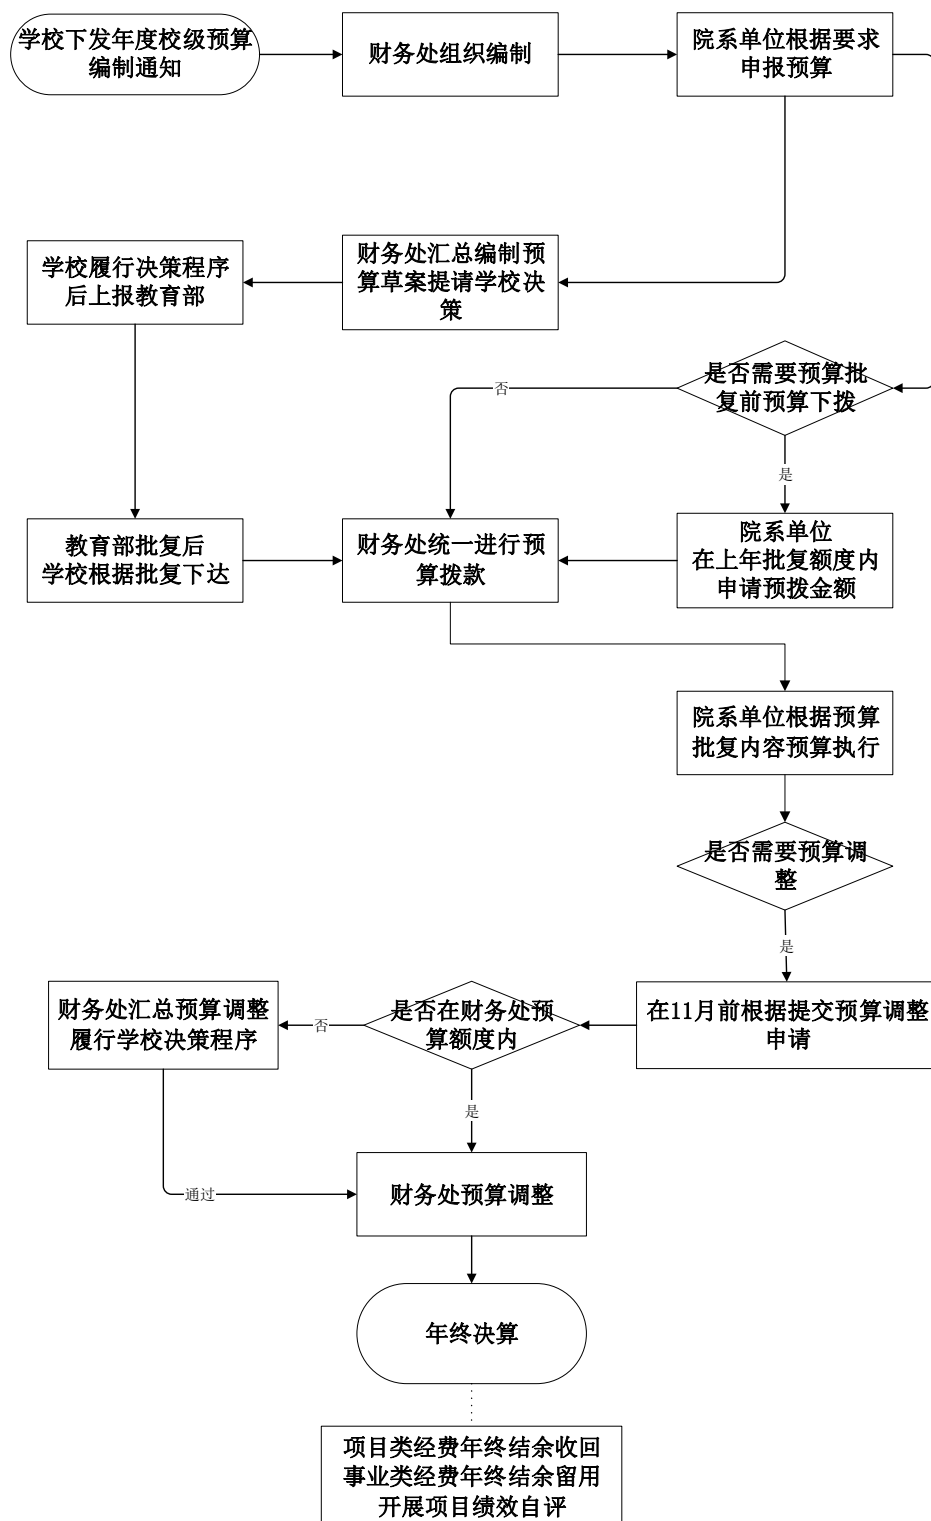 学校下发年度校级预算
编制通知
财务处组织编制
院系单位根据要求
申报预算
学校履行决策程序
后上报教育部
财务处汇总编制预
算草案提请学校决
策
是否需要预算批
复前预算下拨
否
是
教育部批复后
学校根据批复下达
财务处统一进行预
算拨款
院系单位
在上年批复额度内
申请预拨金额
院系单位根据预算
批复内容预算执行
是否需要预算调
整
是
财务处汇总预算调整
履行学校决策程序
否
是否在财务处预
算额度内
在11月前根据提交预算调整
申请
是
通过
财务处预算调整
年终决算
项目类经费年终结余收回
事业类经费年终结余留用
开展项目绩效自评